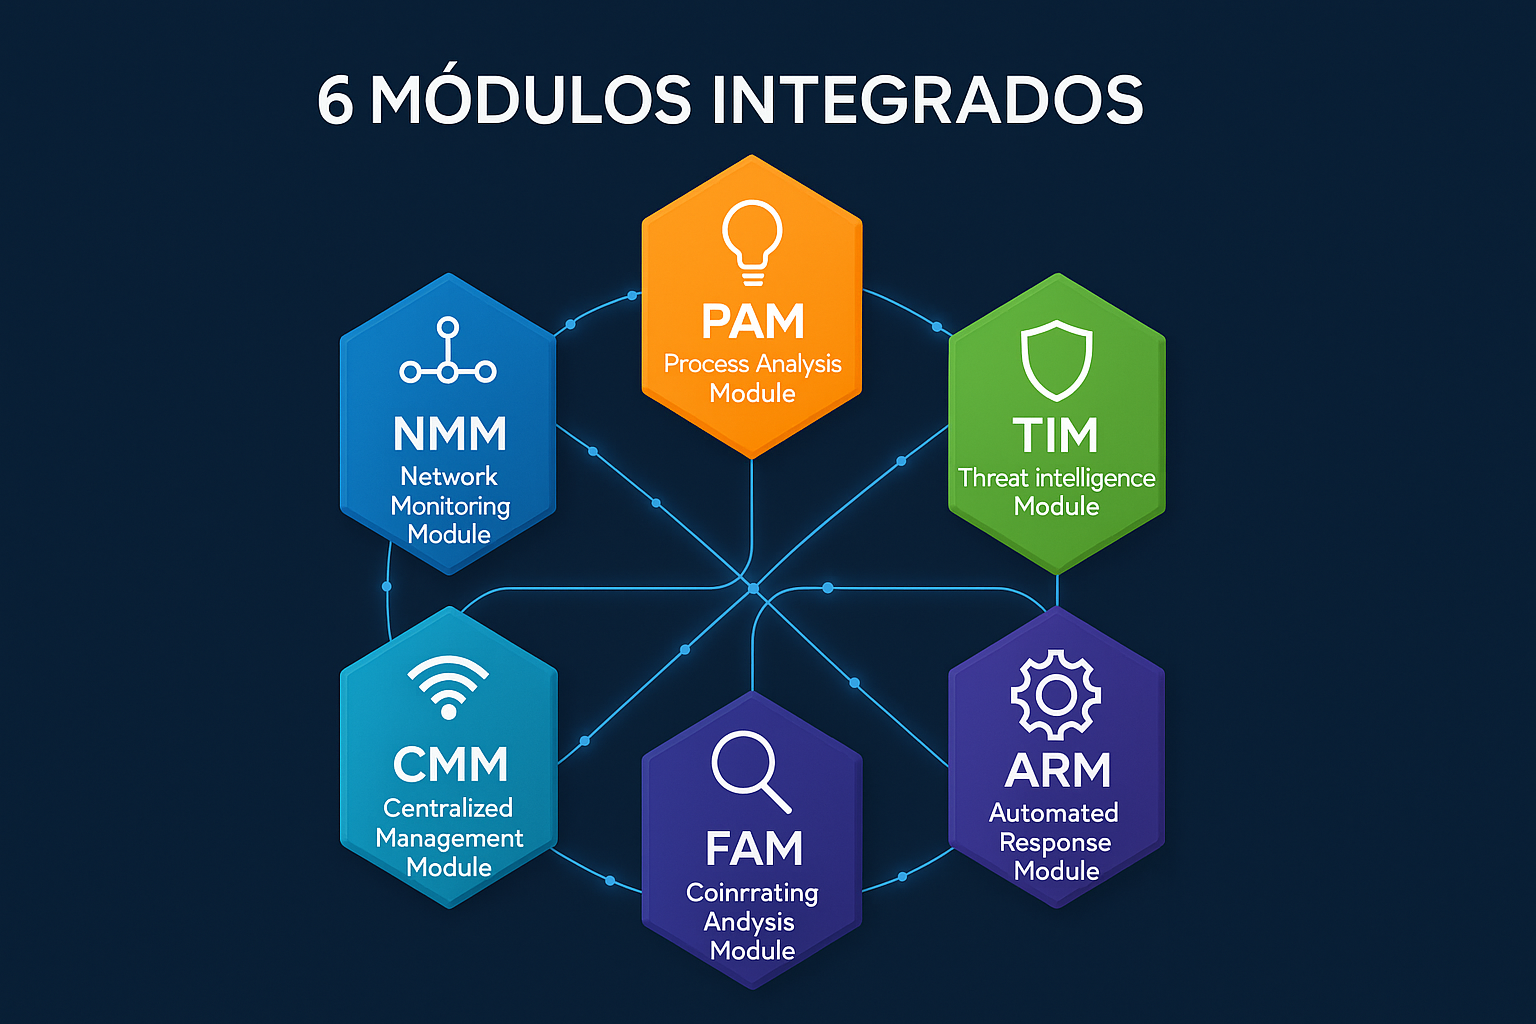 6 MÓDULOS INTEGRADOS
PAM
Process Analysis
Module
NMM
Network
Monitoring
Module
TIM
Threat intelligence
Module
CMM
Centralized
Management
Module
FAM
Coinrrating
Andysis
Module
ARM
Automated
Response
Module